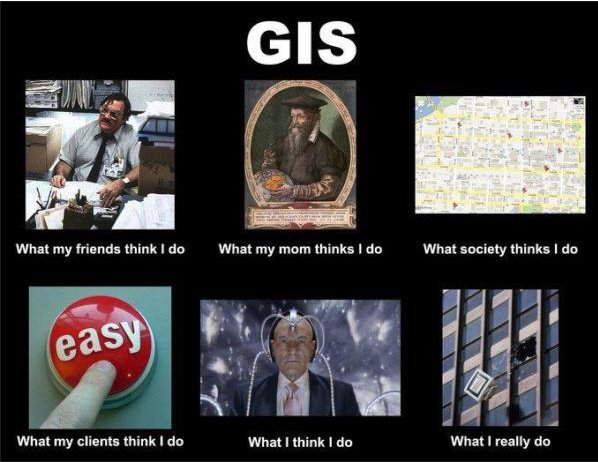 GIS
What my friends think I do
What my mom thinks I do
What society thinks I do
easy
What my clients think I do
What I think I do
What I really do